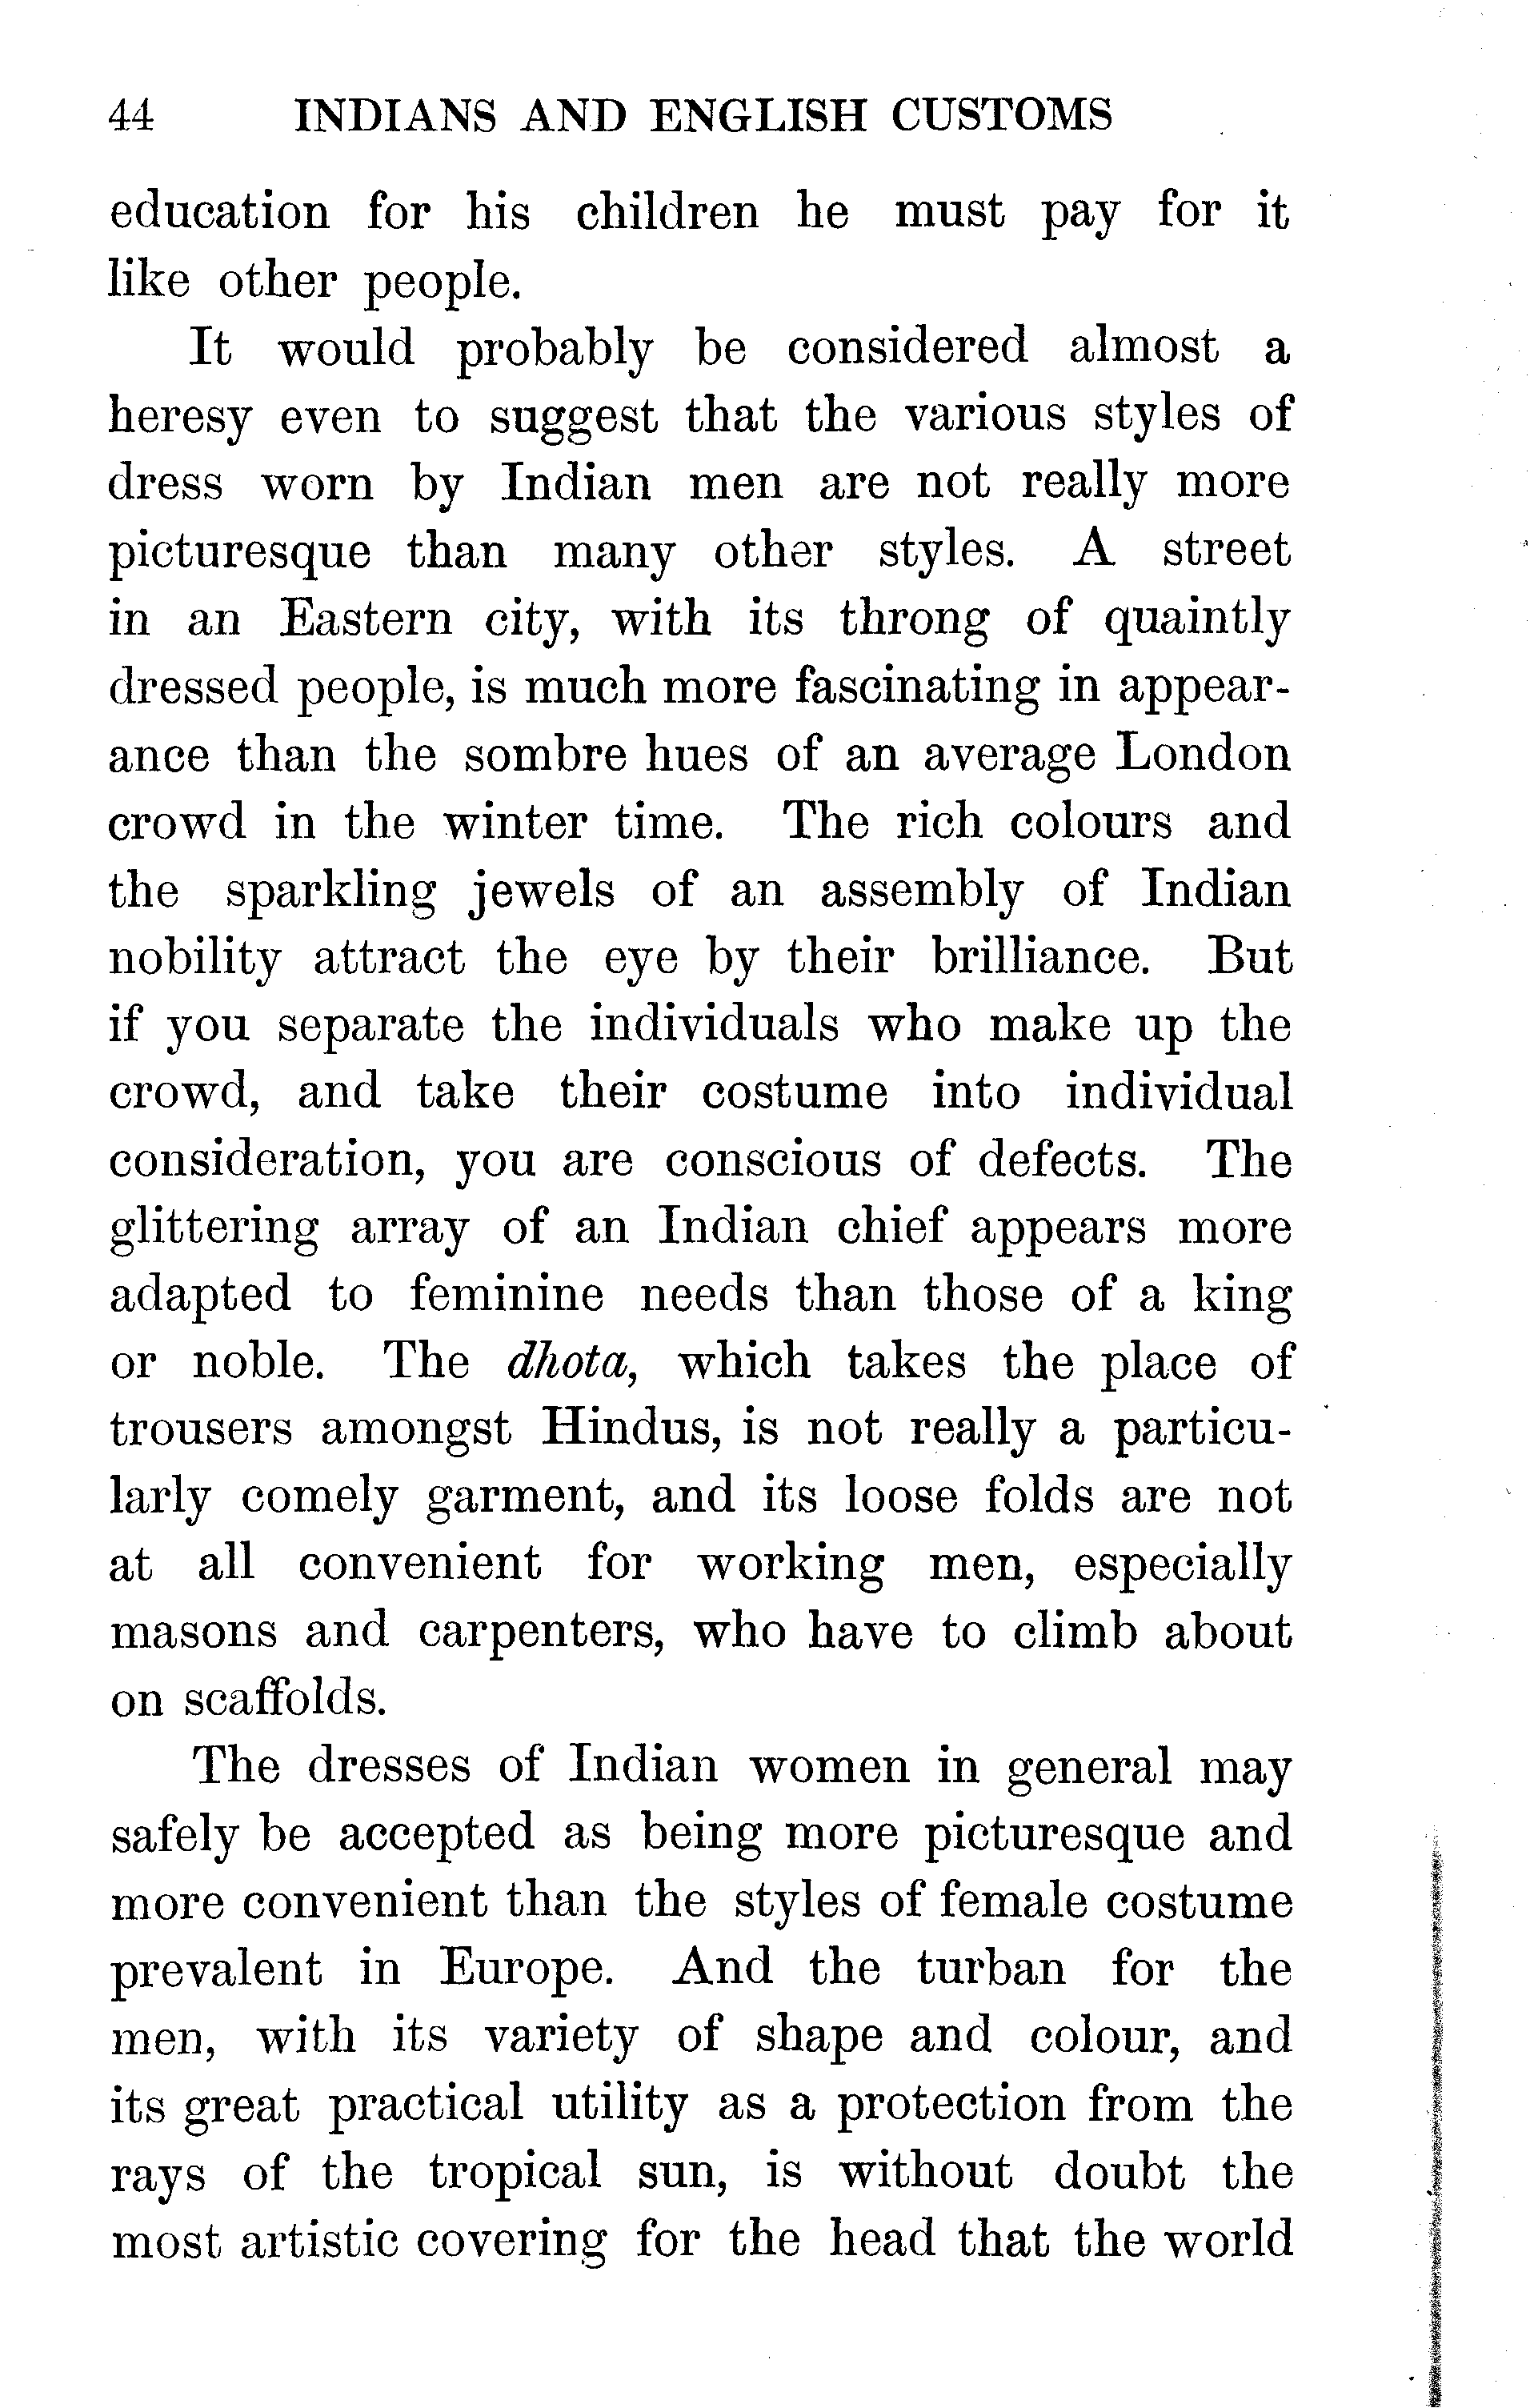 44 INDIANS AND ENGLISH CUSTOMS
education for his children he must pay for it
like other people.
It would probably be considered almost a
heresy even to suggest that the various styles of
dress worn by Indian men are not really more
picturesque than many other styles. A street
in an Eastern city, with its throng of quaintly
dressed people, is much more fascinating in appear-
ance than the sombre hues of an average London
crowd in the winter time. The rich colours and
the sparkling jewels of an assembly of Indian
nobility attract the eye by their brilliance. But
if you separate the individuals who make up the
crowd, and take their costume into individual
consideration, you are conscious of defects. The
glittering array of an Indian chief appears more
adapted to feminine needs than those of a king
or noble. The dhota, which takes the place of
trousers amongst Hindus, is not really a particu-
larly comely garment, and its loose folds are not
at all convenient for working men, especially
masons and carpenters, who have to climb about
on scaffolds.
The dresses of Indian women in general may
safely be accepted as being more picturesque and
more convenient than the styles of female costume
prevalent in Europe. And the turban for the
men, with its variety of shape and colour, and
its great practical utility as a protection from the
rays of the tropical sun, is without doubt the
most artistic covering for the head that the world